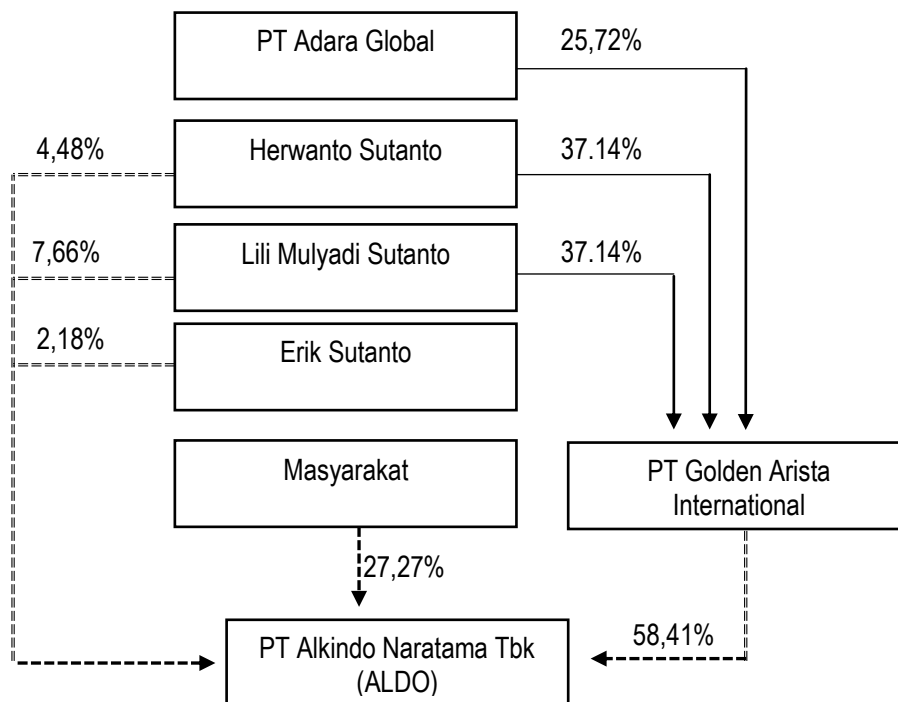 PT Adara Global
25,72%
4,48%
Herwanto Sutanto
37.14%
7,66%
Lili Mulyadi Sutanto
37.14%
2,18%
Erik Sutanto
Masyarakat
PT Golden Arista
International
27,27%
58,41%
PT Alkindo Naratama Tbk
(ALDO)